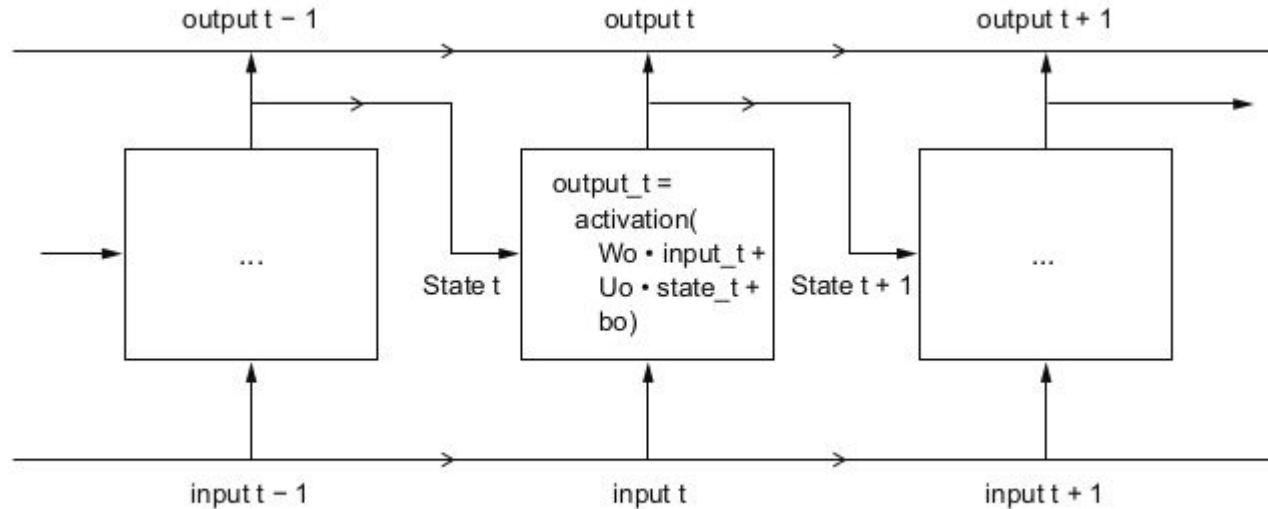 output t − 1
output t
output t + 1
...
output_t =
activation(
Wo • input_t +
Uo • state_t +
bo)
...
State t
State t + 1
input t − 1
input t
input t + 1